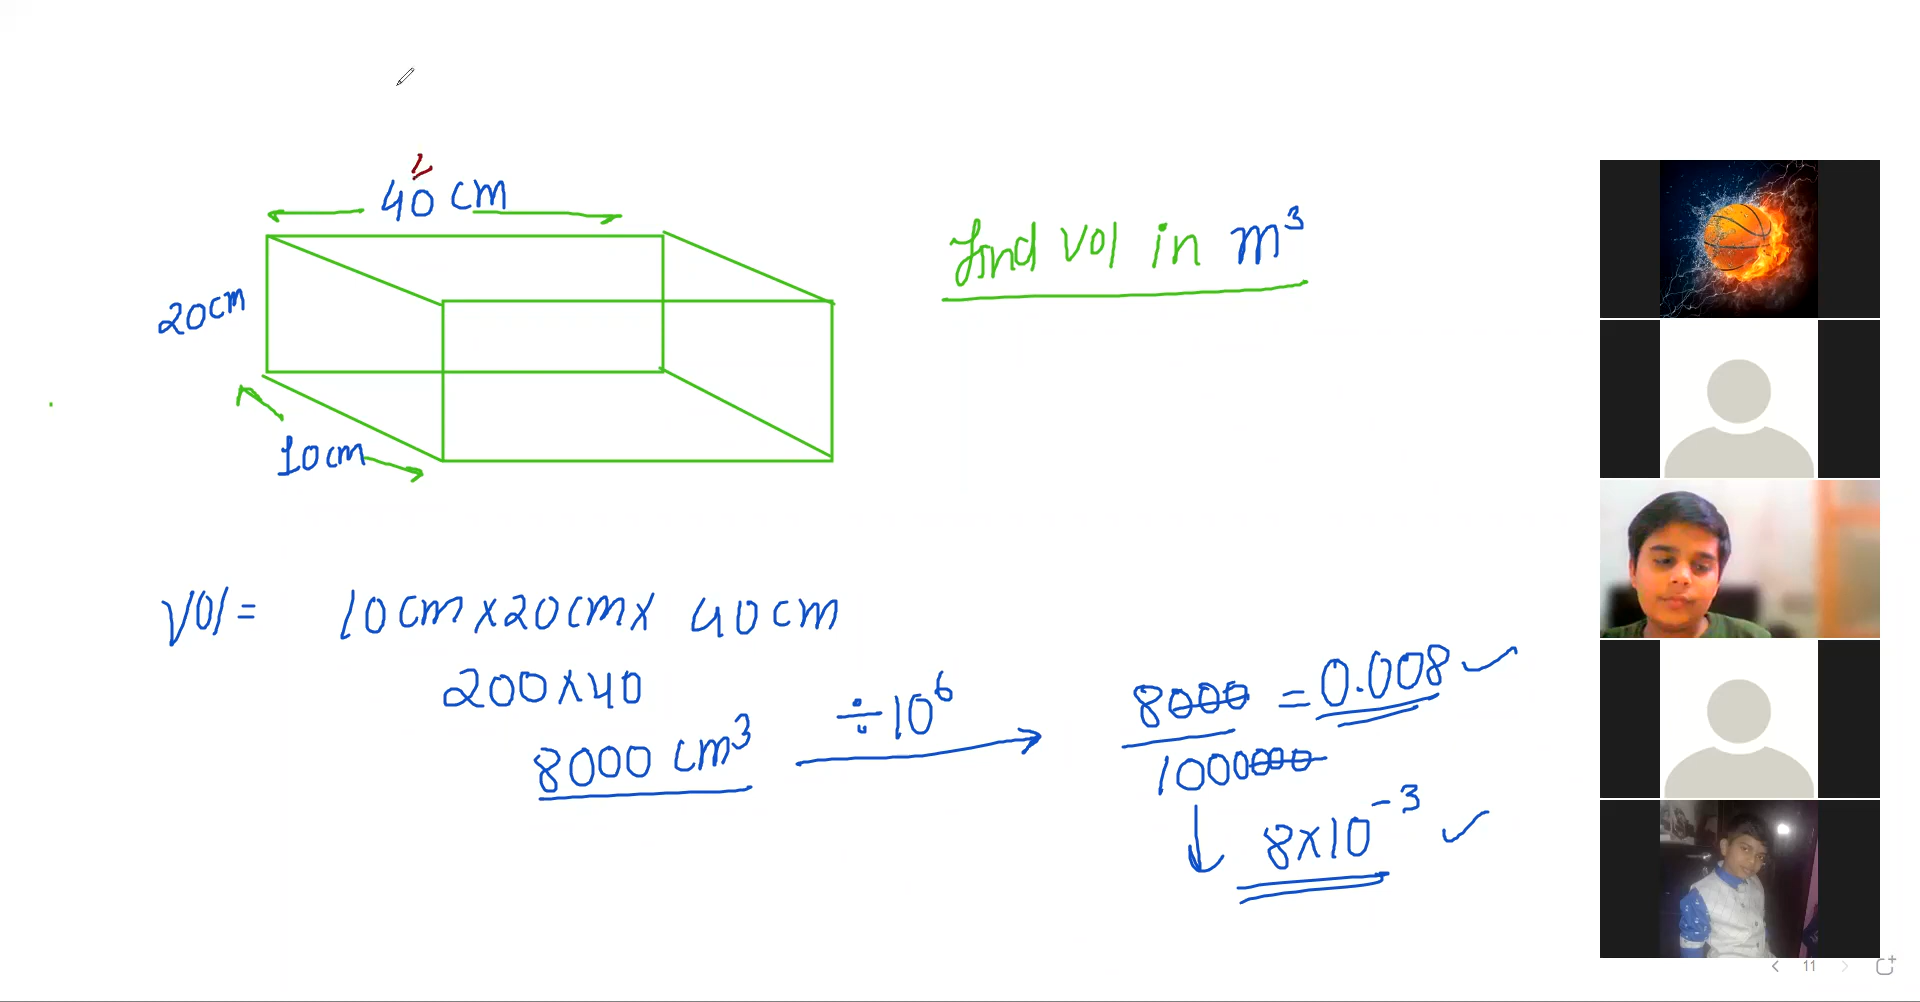 40 cm
find vol in m³
20cm
10cm
Vol = 10cm x 20cm x 40cm
200 x 40
8000 cm³
÷ 10⁶
8000 = 0.008
1000000
8x10⁻³
11